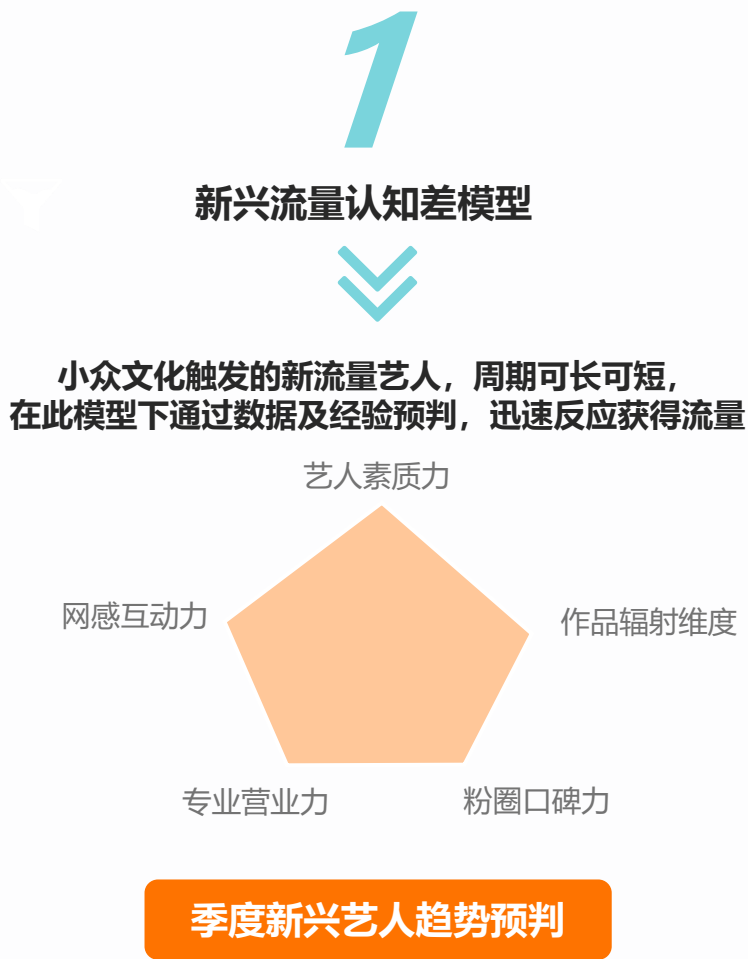 1
新兴流量认知差模型
小众文化触发的新流量艺人，周期可长可短，
在此模型下通过数据及经验预判，迅速反应获得流量
艺人素质力
网感互动力
作品辐射维度
专业营业力
粉圈口碑力
季度新兴艺人趋势预判